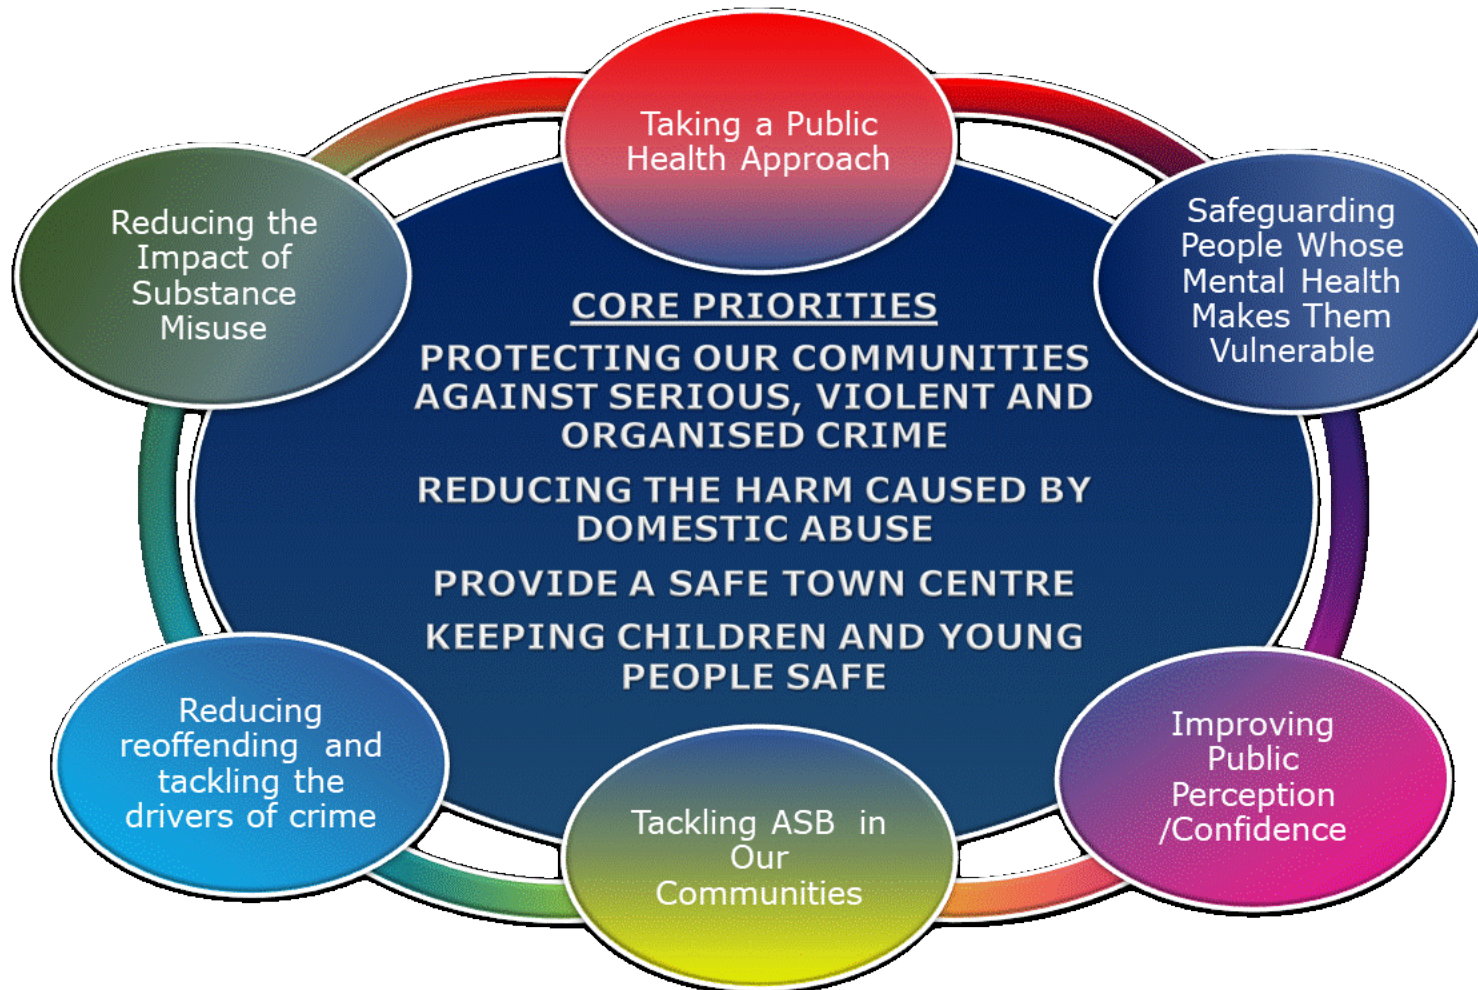 Taking a Public
Health Approach
Safeguarding
People Whose
Mental Health
Makes Them
Vulnerable
Improving
Public
Perception
/Confidence
Tackling ASB in
Our
Communities
Reducing
reoffending and
tackling the
drivers of crime
Reducing the
Impact of
Substance
Misuse
CORE PRIORITIES
PROTECTING OUR COMMUNITIES
AGAINST SERIOUS, VIOLENT AND
ORGANISED CRIME
REDUCING THE HARM CAUSED BY
DOMESTIC ABUSE
PROVIDE A SAFE TOWN CENTRE
KEEPING CHILDREN AND YOUNG
PEOPLE SAFE